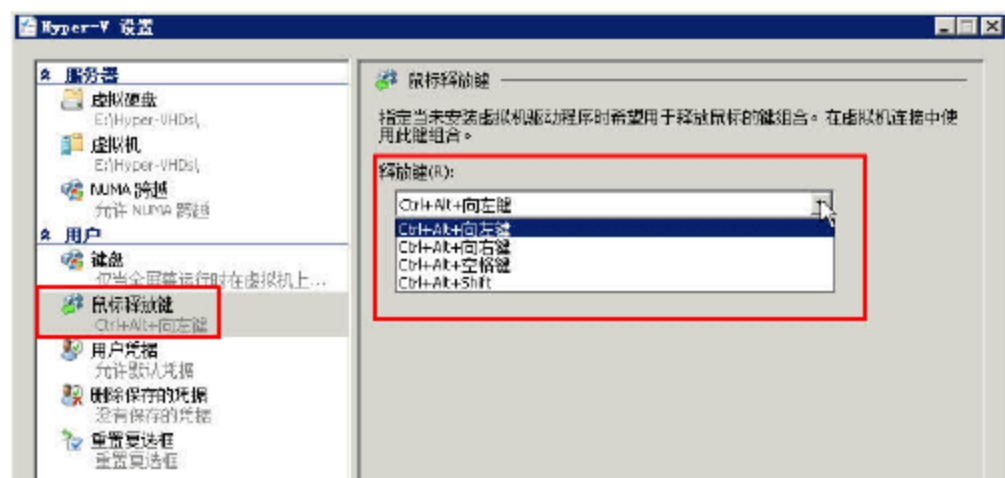 Hyper-V 设置
服务器
虚拟硬盘
E:\Hyper-VHDs\
虚拟机
E:\Hyper-VHDs\
NUMA 跨越
允许 NUMA 跨越
用户
键盘
仅当全屏幕运行时在虚拟机上...
鼠标释放键
Ctrl+Alt+向左键
用户凭据
允许默认凭据
删除保存的凭据
没有保存的凭据
重置复选框
重置复选框
鼠标释放键
指定当未安装虚拟机驱动程序时希望用于释放鼠标的键组合。在虚拟机连接中使
用此键组合。
释放键(R):
Ctrl+Alt+向左键
Ctrl+Alt+向左键
Ctrl+Alt+向右键
Ctrl+Alt+空格键
Ctrl+Alt+Shift